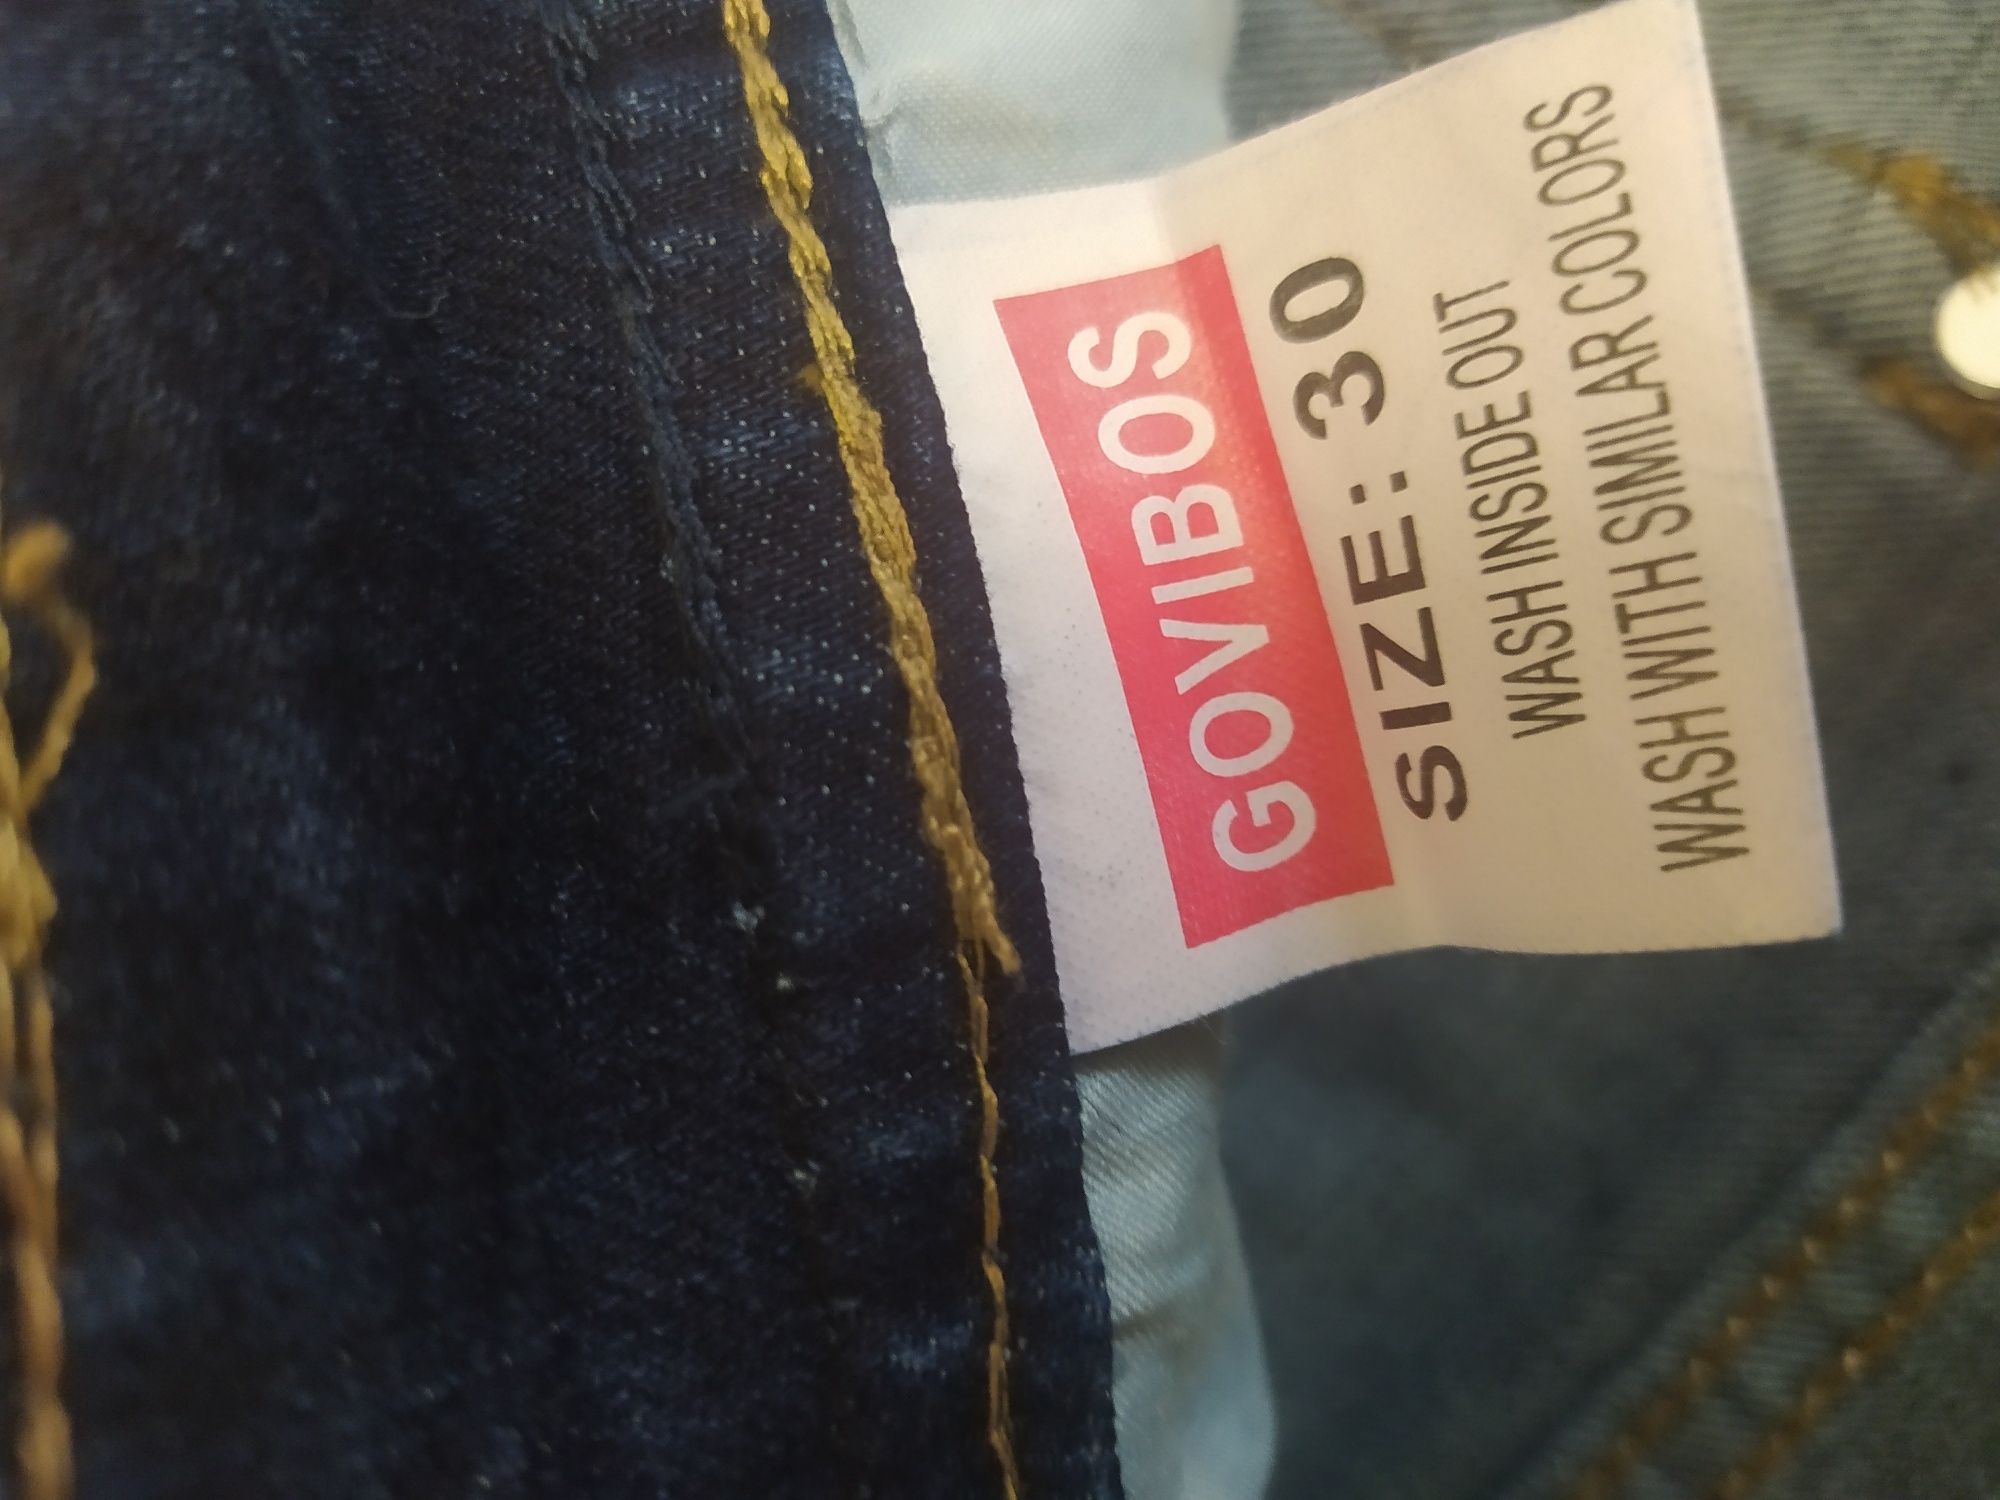 GOVIBOS
SIZE: 30
WASH INSIDE OUT
WASH WITH SIMILAR COLORS